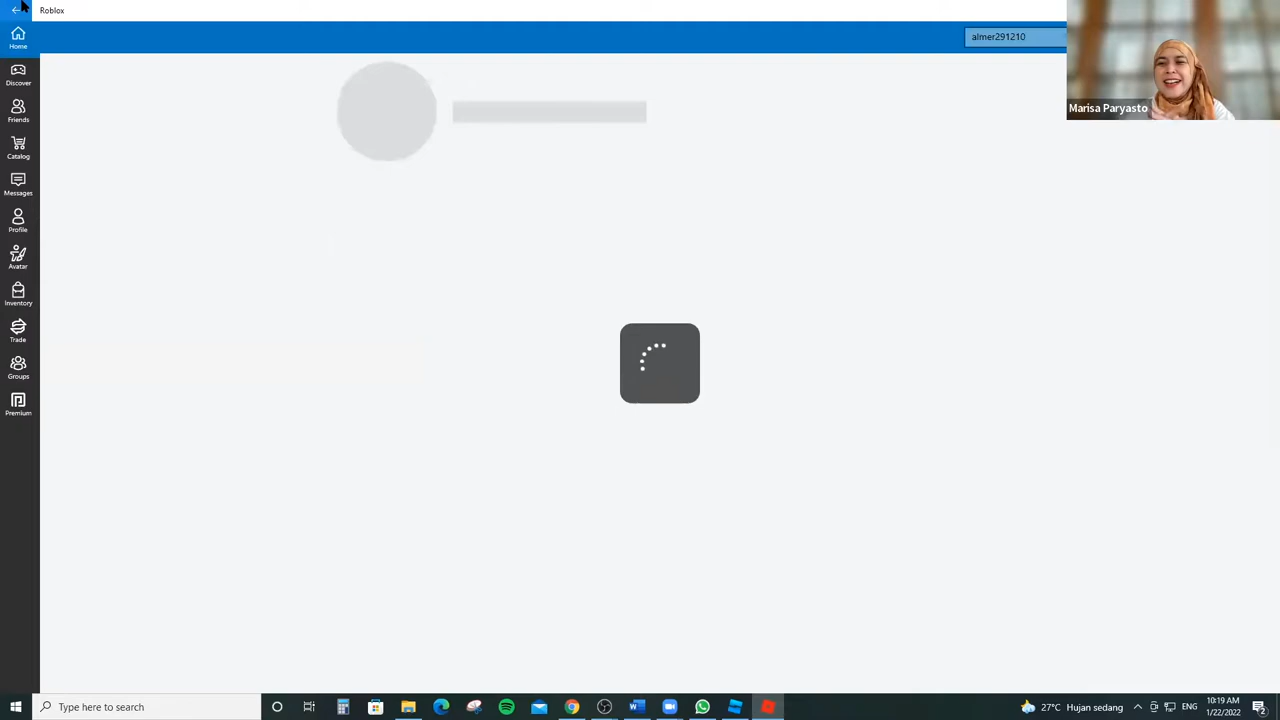 Roblox
Home
almer291210
Discover
Friends
Marisa Paryasto
Catalog
Messages
Profile
Avatar
Inventory
Trade
Groups
Premium
Type here to search
27°C Hujan sedang
ENG
10:19 AM
1/22/2022
2